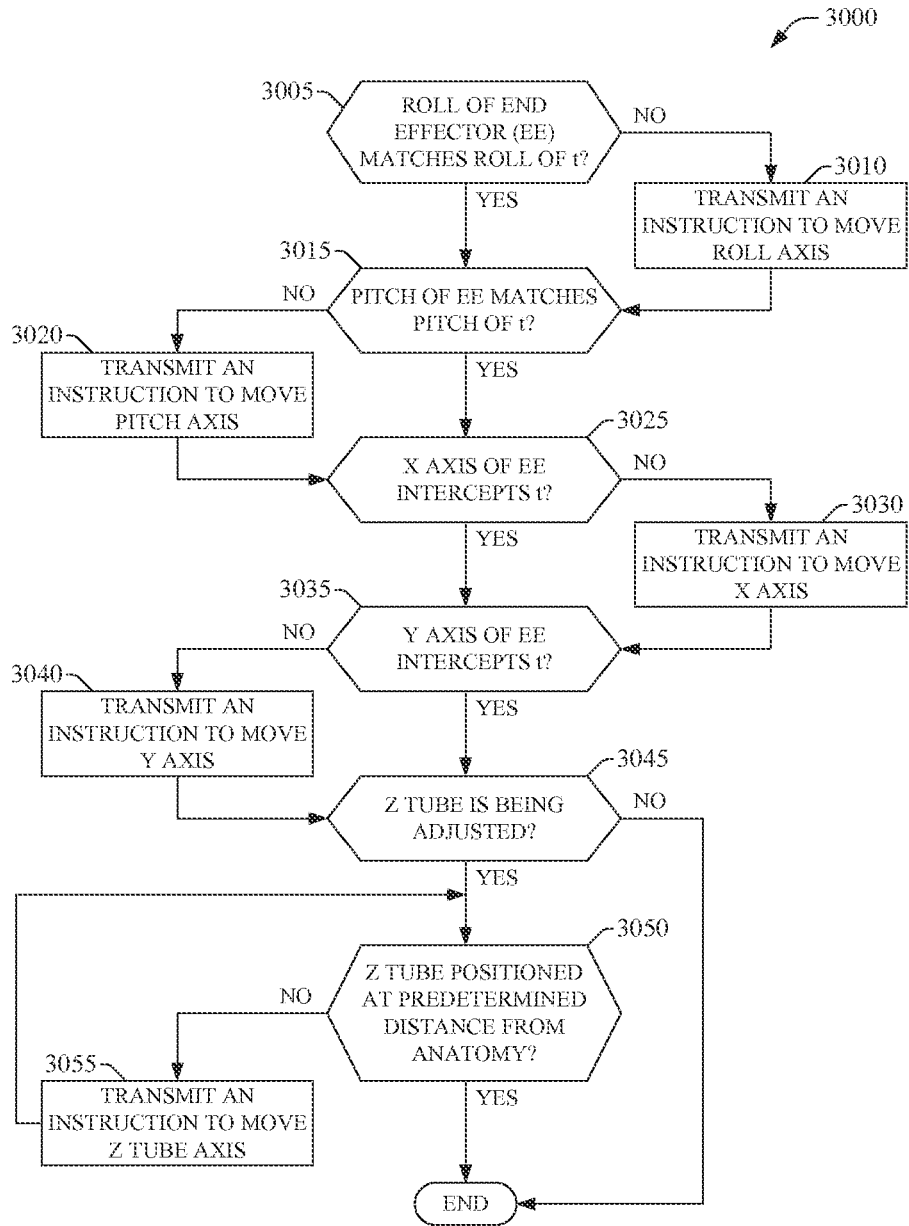 3000
3005
ROLL OF END
EFFECTOR (EE)
MATCHES ROLL OF t?
NO
YES
3010
TRANSMIT AN
INSTRUCTION TO MOVE
ROLL AXIS
3015
NO
PITCH OF EE MATCHES
PITCH OF t?
YES
3020
TRANSMIT AN
INSTRUCTION TO MOVE
PITCH AXIS
3025
X AXIS OF EE
INTERCEPTS t?
NO
YES
3030
TRANSMIT AN
INSTRUCTION TO MOVE
X AXIS
3035
NO
Y AXIS OF EE
INTERCEPTS t?
YES
3040
TRANSMIT AN
INSTRUCTION TO MOVE
Y AXIS
3045
Z TUBE IS BEING
ADJUSTED?
NO
YES
3050
Z TUBE POSITIONED
AT PREDETERMINED
DISTANCE FROM
ANATOMY?
NO
YES
3055
TRANSMIT AN
INSTRUCTION TO MOVE
Z TUBE AXIS
END